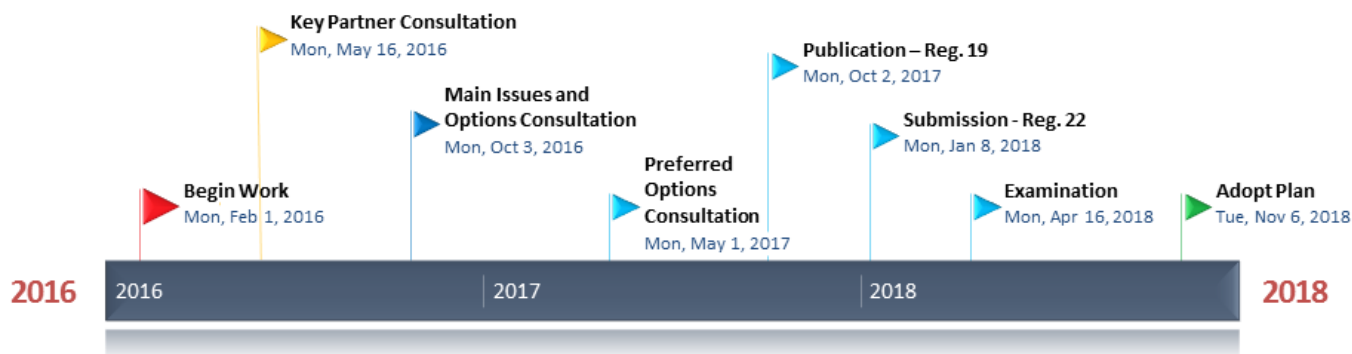 Key Partner Consultation
Mon, May 16, 2016
Publication – Reg. 19
Mon, Oct 2, 2017
Main Issues and
Options Consultation
Mon, Oct 3, 2016
Submission - Reg. 22
Mon, Jan 8, 2018
Preferred
Options
Consultation
Mon, May 1, 2017
Begin Work
Mon, Feb 1, 2016
Examination
Mon, Apr 16, 2018
Adopt Plan
Tue, Nov 6, 2018
2016
2016
2017
2018
2018